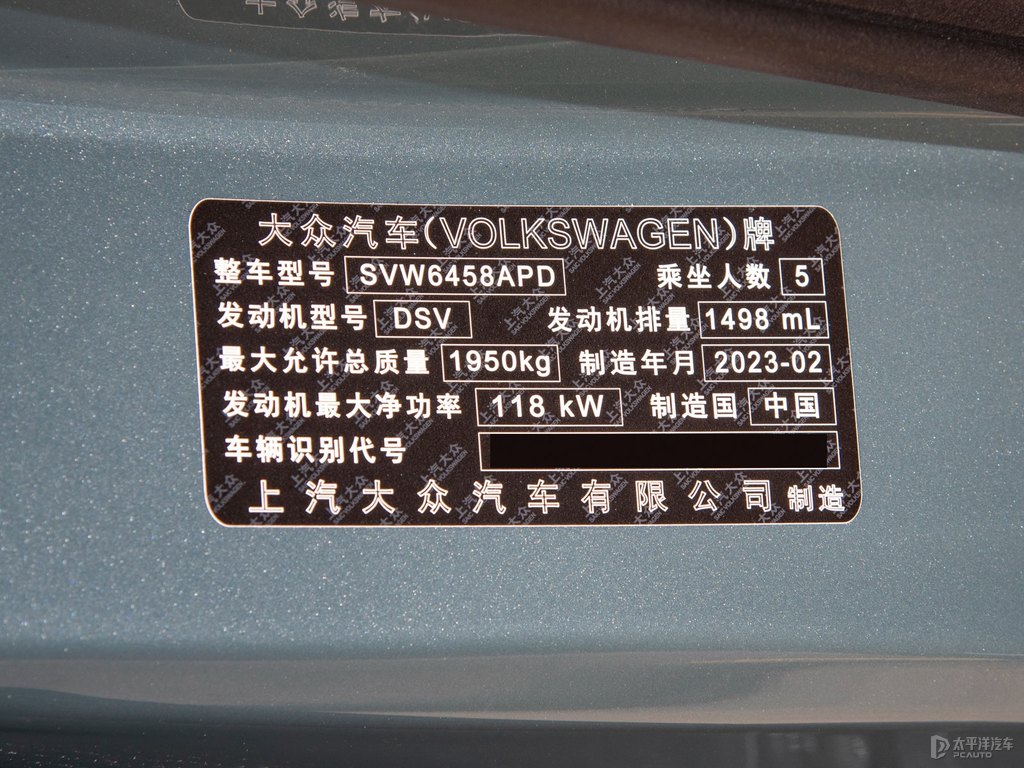 大众汽车(VOLKSWAGEN)牌
整车型号 SVW6458APD 乘坐人数 5
发动机型号 DSV 发动机排量 1498 mL
最大允许总质量 1950kg 制造年月 2023-02
发动机最大净功率 118 kW 制造国 中国
车辆识别代号
上汽大众汽车有限公司 制造
太平洋汽车
PCAUTO